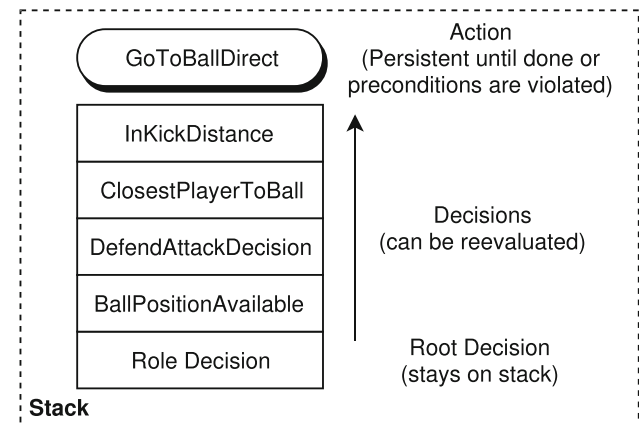 GoToBallDirect
Action
(Persistent until done or
preconditions are violated)
InKickDistance
ClosestPlayerToBall
DefendAttackDecision
BallPositionAvailable
Role Decision
Decisions
(can be reevaluated)
Root Decision
(stays on stack)
Stack